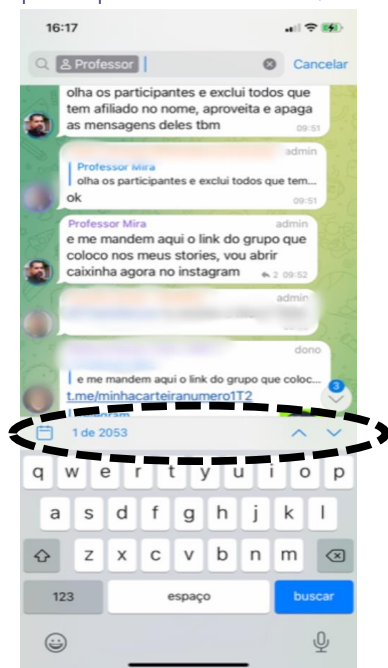 16:17
Professor
Cancelar
olha os participantes e exclui todos que
tem afiliado no nome, aproveita e apaga
as mensagens deles tbm
09:51
admin
Professor Mira
olha os participantes e exclui todos que tem...
ok
09:51
Professor Mira admin
e me mandem aqui o link do grupo que
coloco nos meus stories, vou abrir
caixinha agora no instagram
2 09:52
admin
dono
e me mandem aqui o link do grupo que coloc...
3
t.me/minhacarteiranumero1T2
1 de 2053
q w e r t y u i o p
a s d f g h j k l
z x c v b n m
123 espaço buscar